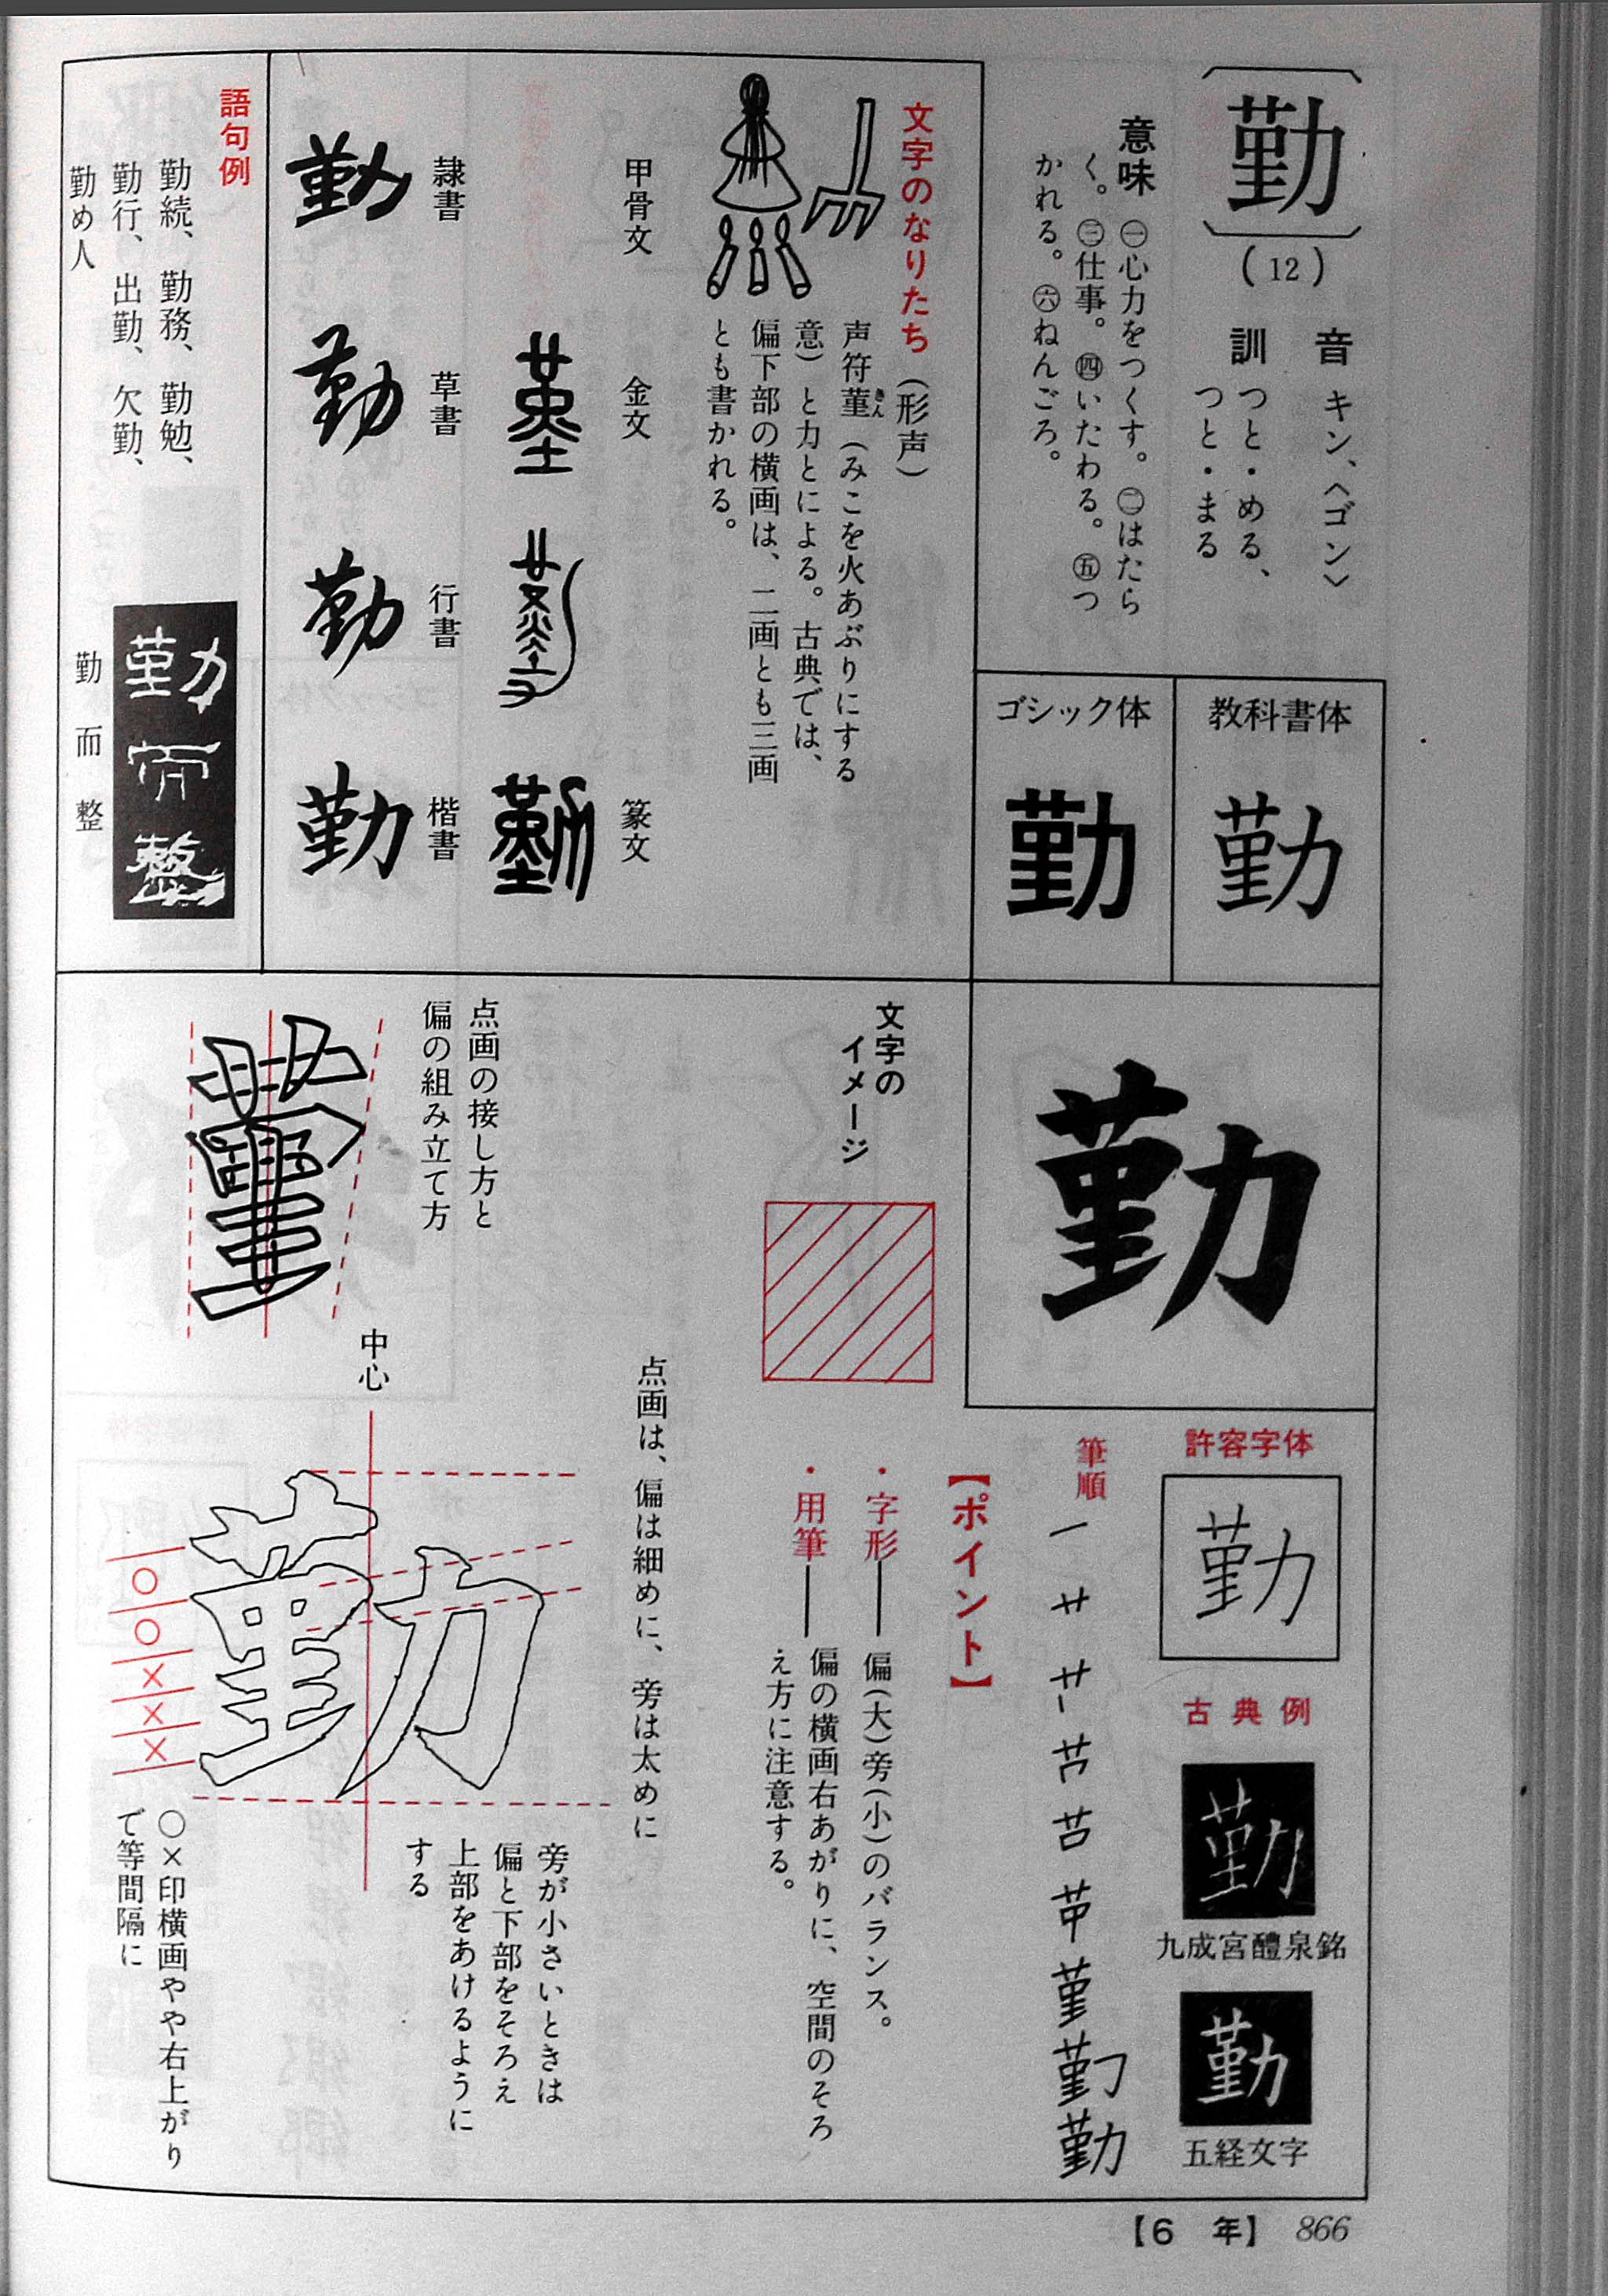 勤
(12)
音 キン、〈ゴン〉
訓 つと・める、
つと・まる
意味 ㊀心力をつくす。㊁はたら
く。㊂仕事。㊃いたわる。㊄つ
かれる。㊅ねんごろ。
教科書体
勤
ゴシック体
勤
文字のなりたち（形声）
声符菫（みこを火あぶりにする
きん
意）と力とによる。古典では、
偏下部の横画は、二画とも三画
とも書かれる。
甲骨文
金文
篆文
隷書
勤
草書
勤
行書
勤
楷書
勤
語句例
勤続、勤務、勤勉、
勤行、出勤、欠勤、
勤め人
勤而整
勤而整
勤
許容字体
勤
古典例
勤
九成宮醴泉銘
勤
五経文字
筆順
【ポイント】
・字形――偏(大)旁(小)のバランス。
・用筆――偏の横画右あがりに、空間のそろ
え方に注意する。
文字の
イメージ
点画は、偏は細めに、旁は太めに
点画の接し方と
偏の組み立て方
中心
旁が小さいときは
偏と下部をそろえ
上部をあけるように
する
○○×××
○×印横画やや右上がり
で等間隔に
【6 年】 866